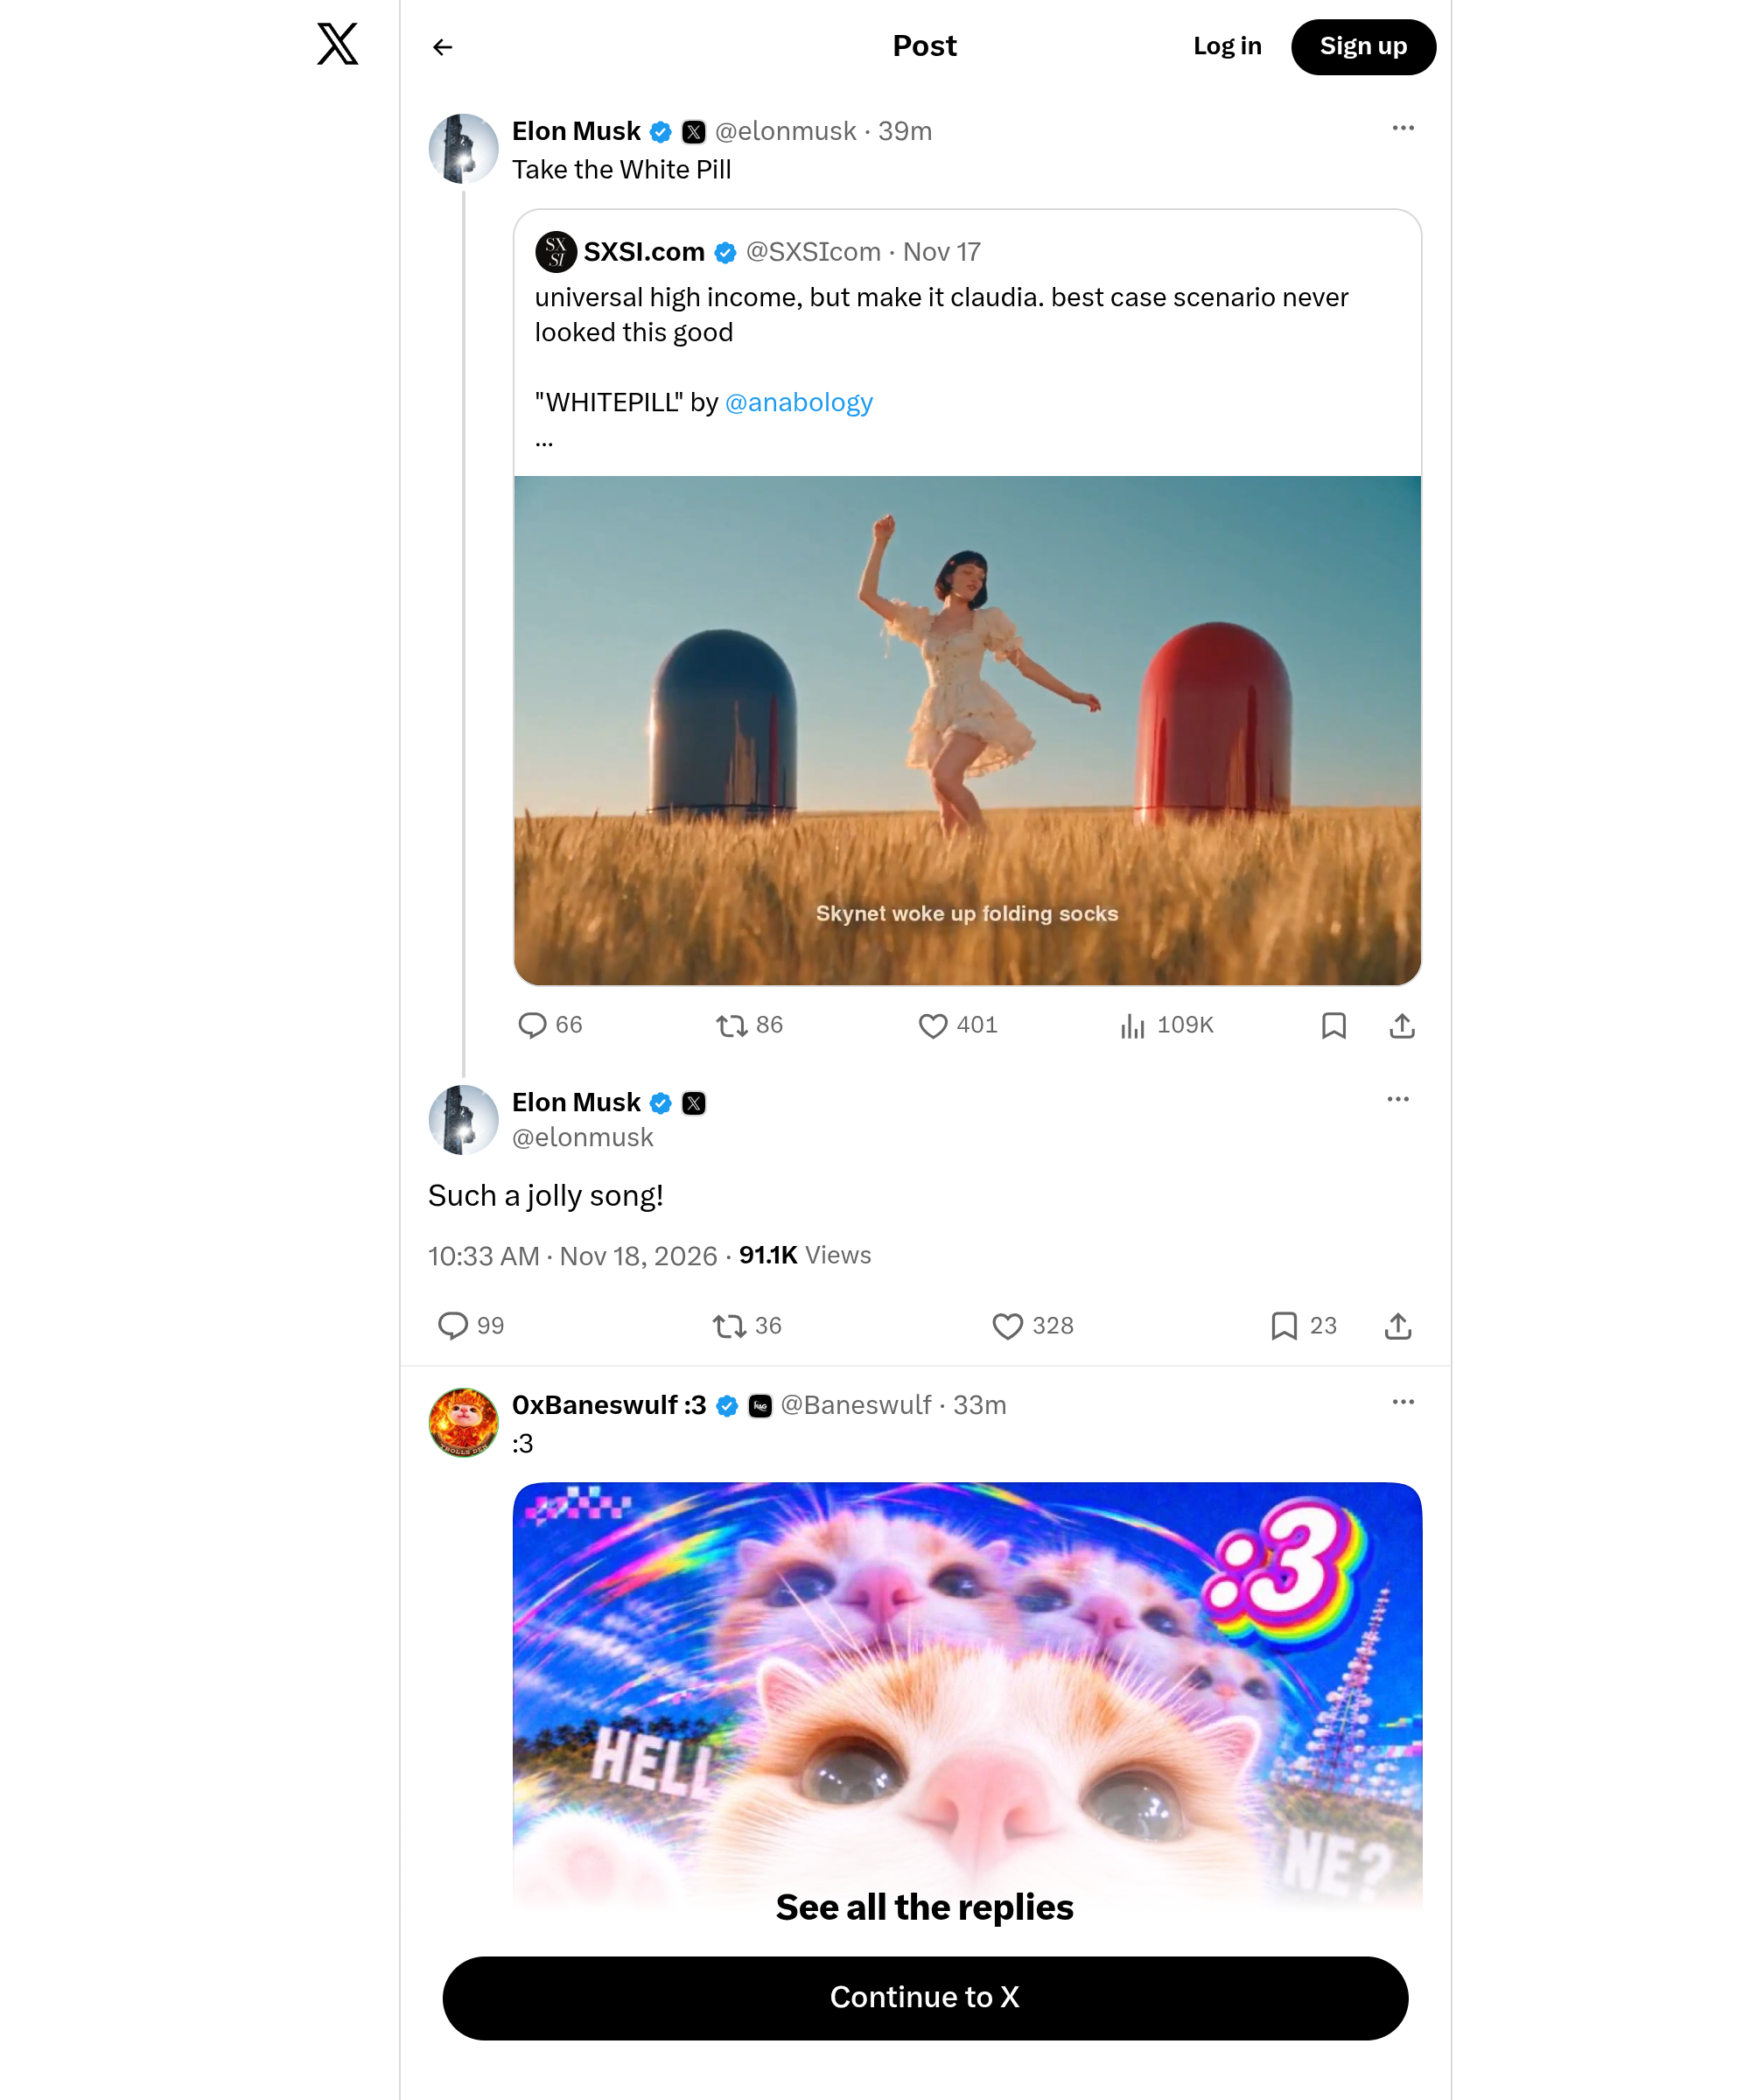 Post
Log in
Sign up
Elon Musk @elonmusk · 39m
Take the White Pill
SX
SI
SXSI.com @SXSIcom · Nov 17
universal high income, but make it claudia. best case scenario never
looked this good
"WHITEPILL" by @anabology
...
Skynet woke up folding socks
66
86
401
109K
Elon Musk
@elonmusk
Such a jolly song!
10:33 AM · Nov 18, 2026 · 91.1K Views
99
36
328
23
0xBaneswulf :3 @Baneswulf · 33m
:3
:3
HELL
NE?
See all the replies
Continue to X